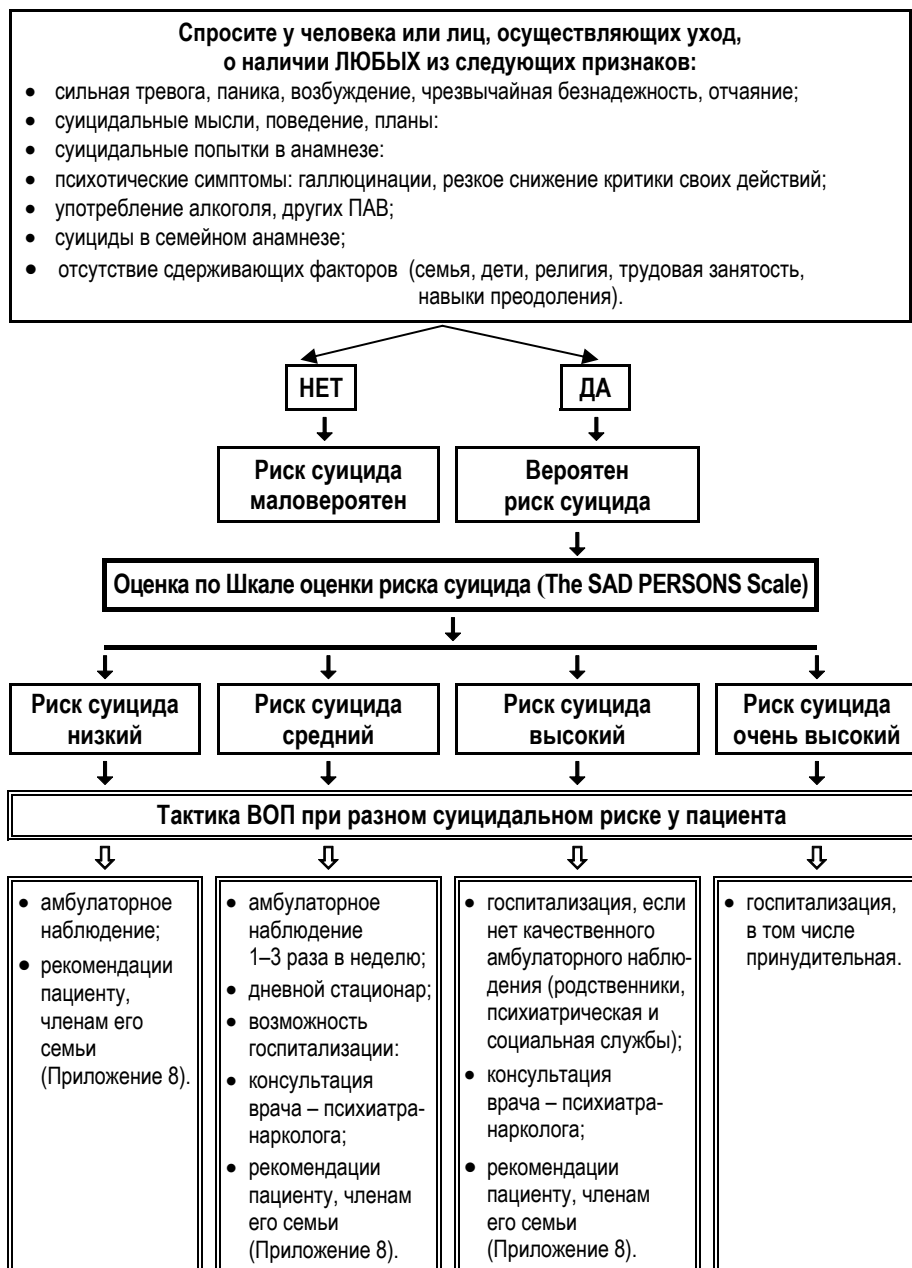 Спросите у человека или лиц, осуществляющих уход,
о наличии ЛЮБЫХ из следующих признаков:
• сильная тревога, паника, возбуждение, чрезвычайная безнадежность, отчаяние;
• суицидальные мысли, поведение, планы:
• суицидальные попытки в анамнезе:
• психотические симптомы: галлюцинации, резкое снижение критики своих действий;
• употребление алкоголя, других ПАВ;
• суициды в семейном анамнезе;
• отсутствие сдерживающих факторов (семья, дети, религия, трудовая занятость,
навыки преодоления).
НЕТ
ДА
Риск суицида
маловероятен
Вероятен
риск суицида
Оценка по Шкале оценки риска суицида (The SAD PERSONS Scale)
Риск суицида
низкий
Риск суицида
средний
Риск суицида
высокий
Риск суицида
очень высокий
Тактика ВОП при разном суицидальном риске у пациента
• амбулаторное
наблюдение;
• рекомендации
пациенту,
членам его
семьи
(Приложение 8).
• амбулаторное
наблюдение
1–3 раза в неделю;
• дневной стационар;
• возможность
госпитализации:
• консультация
врача – психиатра-
нарколога;
• рекомендации
пациенту, членам
его семьи
(Приложение 8).
• госпитализация, если
нет качественного
амбулаторного наблю-
дения (родственники,
психиатрическая и
социальная службы);
• консультация
врача – психиатра-
нарколога;
• рекомендации
пациенту, членам
его семьи
(Приложение 8).
• госпитализация,
в том числе
принудительная.